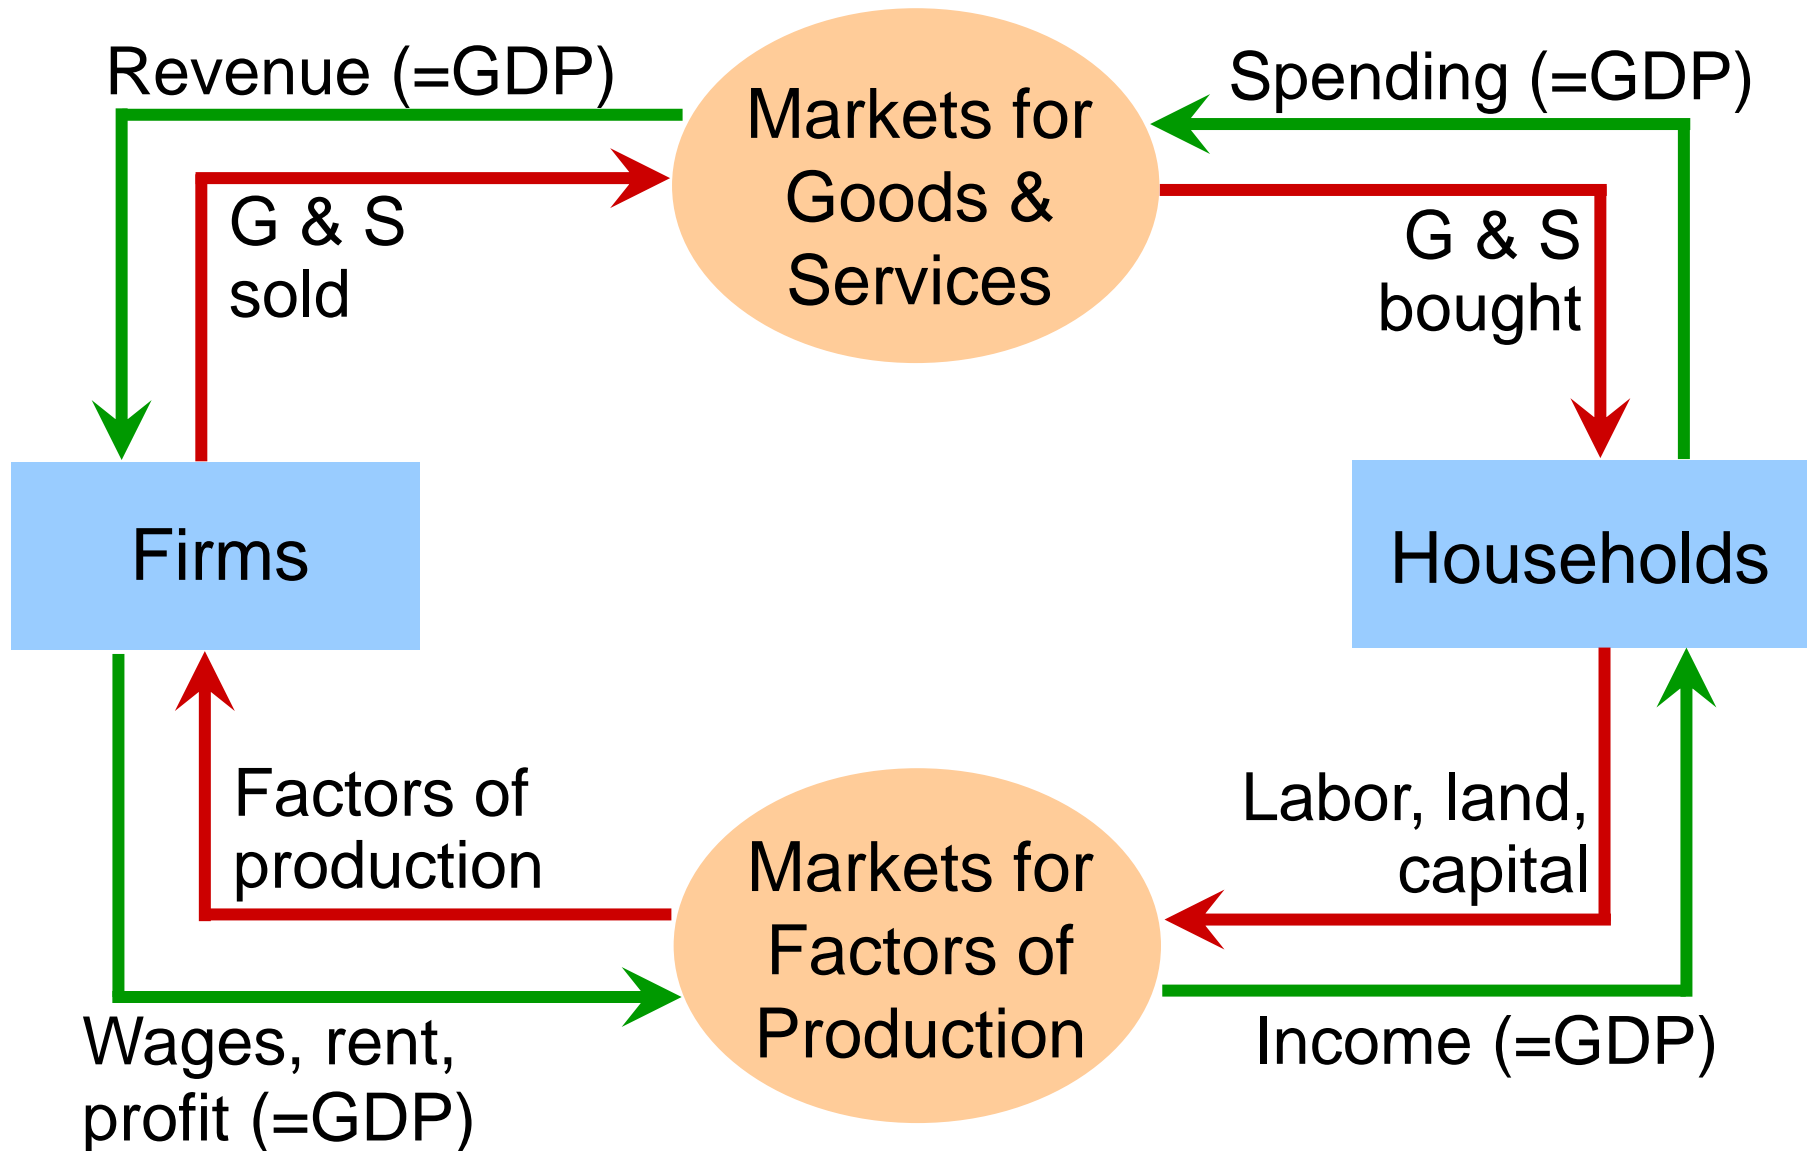 Revenue (=GDP)
Spending (=GDP)
Markets for
Goods &
Services
G & S
sold
G & S
bought
Firms
Households
Factors of
production
Labor, land,
capital
Markets for
Factors of
Production
Wages, rent,
profit (=GDP)
Income (=GDP)